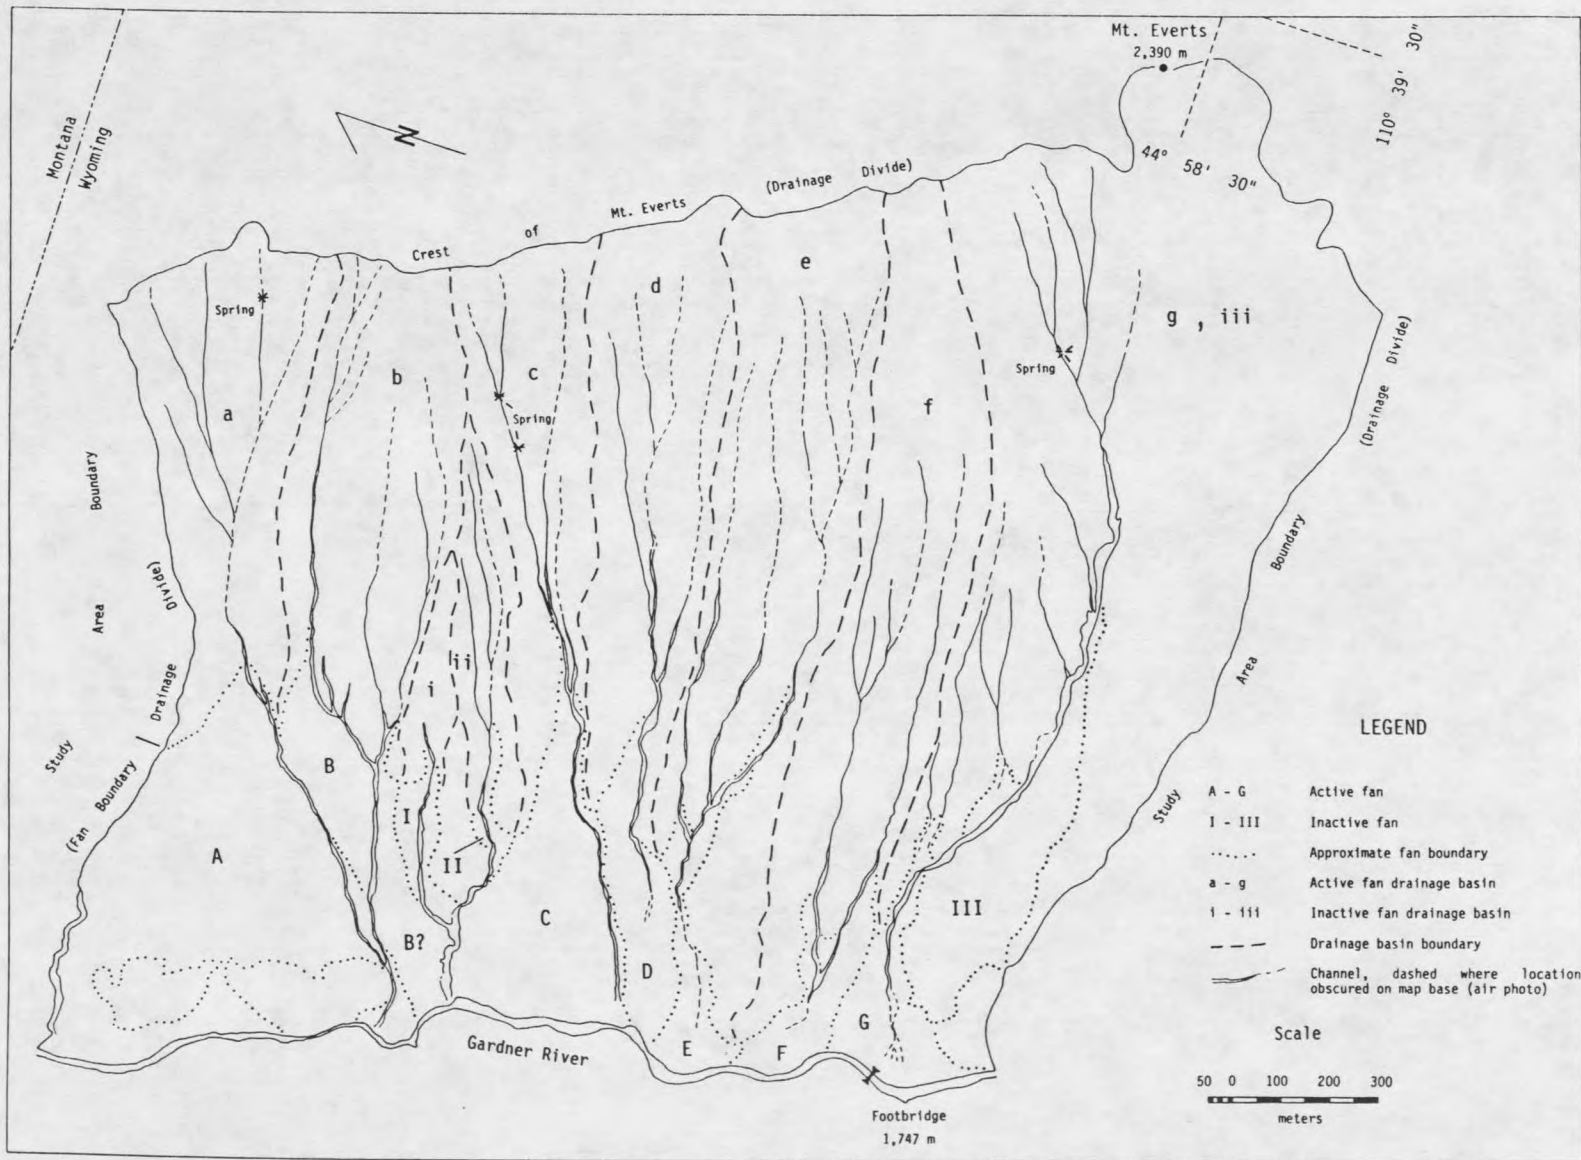 Mt. Everts
2,390 m
110° 39' 30"
44° 58' 30"
Montana
Wyoming
N
Crest of Mt. Everts (Drainage Divide)
Spring
a
b
c
Spring
d
e
f
Spring
g , iii
(Drainage Divide)
Study Area Boundary
(Fan Boundary | Drainage Divide)
Study Area Boundary
i
ii
A
B
I
II
B?
C
D
E
F
G
III
Gardner River
Footbridge
1,747 m
LEGEND
A - G Active fan
I - III Inactive fan
Approximate fan boundary
a - g Active fan drainage basin
i - iii Inactive fan drainage basin
Drainage basin boundary
Channel, dashed where location
obscured on map base (air photo)
Scale
50 0 100 200 300
meters